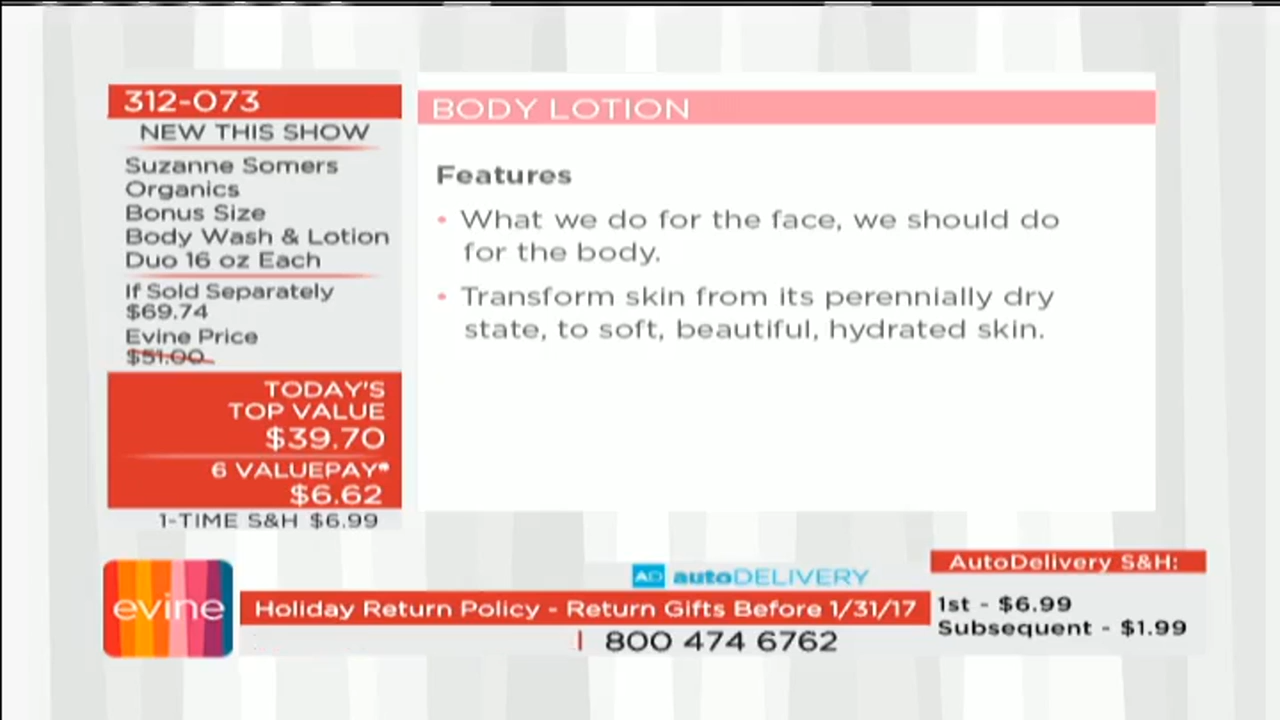 312-073
NEW THIS SHOW
Suzanne Somers
Organics
Bonus Size
Body Wash & Lotion
Duo 16 oz Each
If Sold Separately
$69.74
Evine Price
$51.00
TODAY'S
TOP VALUE
$39.70
6 VALUEPAY*
$6.62
1-TIME S&H $6.99
BODY LOTION
Features
• What we do for the face, we should do
for the body.
• Transform skin from its perennially dry
state, to soft, beautiful, hydrated skin.
evine
AD autoDELIVERY
Holiday Return Policy - Return Gifts Before 1/31/17
800 474 6762
AutoDelivery S&H:
1st - $6.99
Subsequent - $1.99